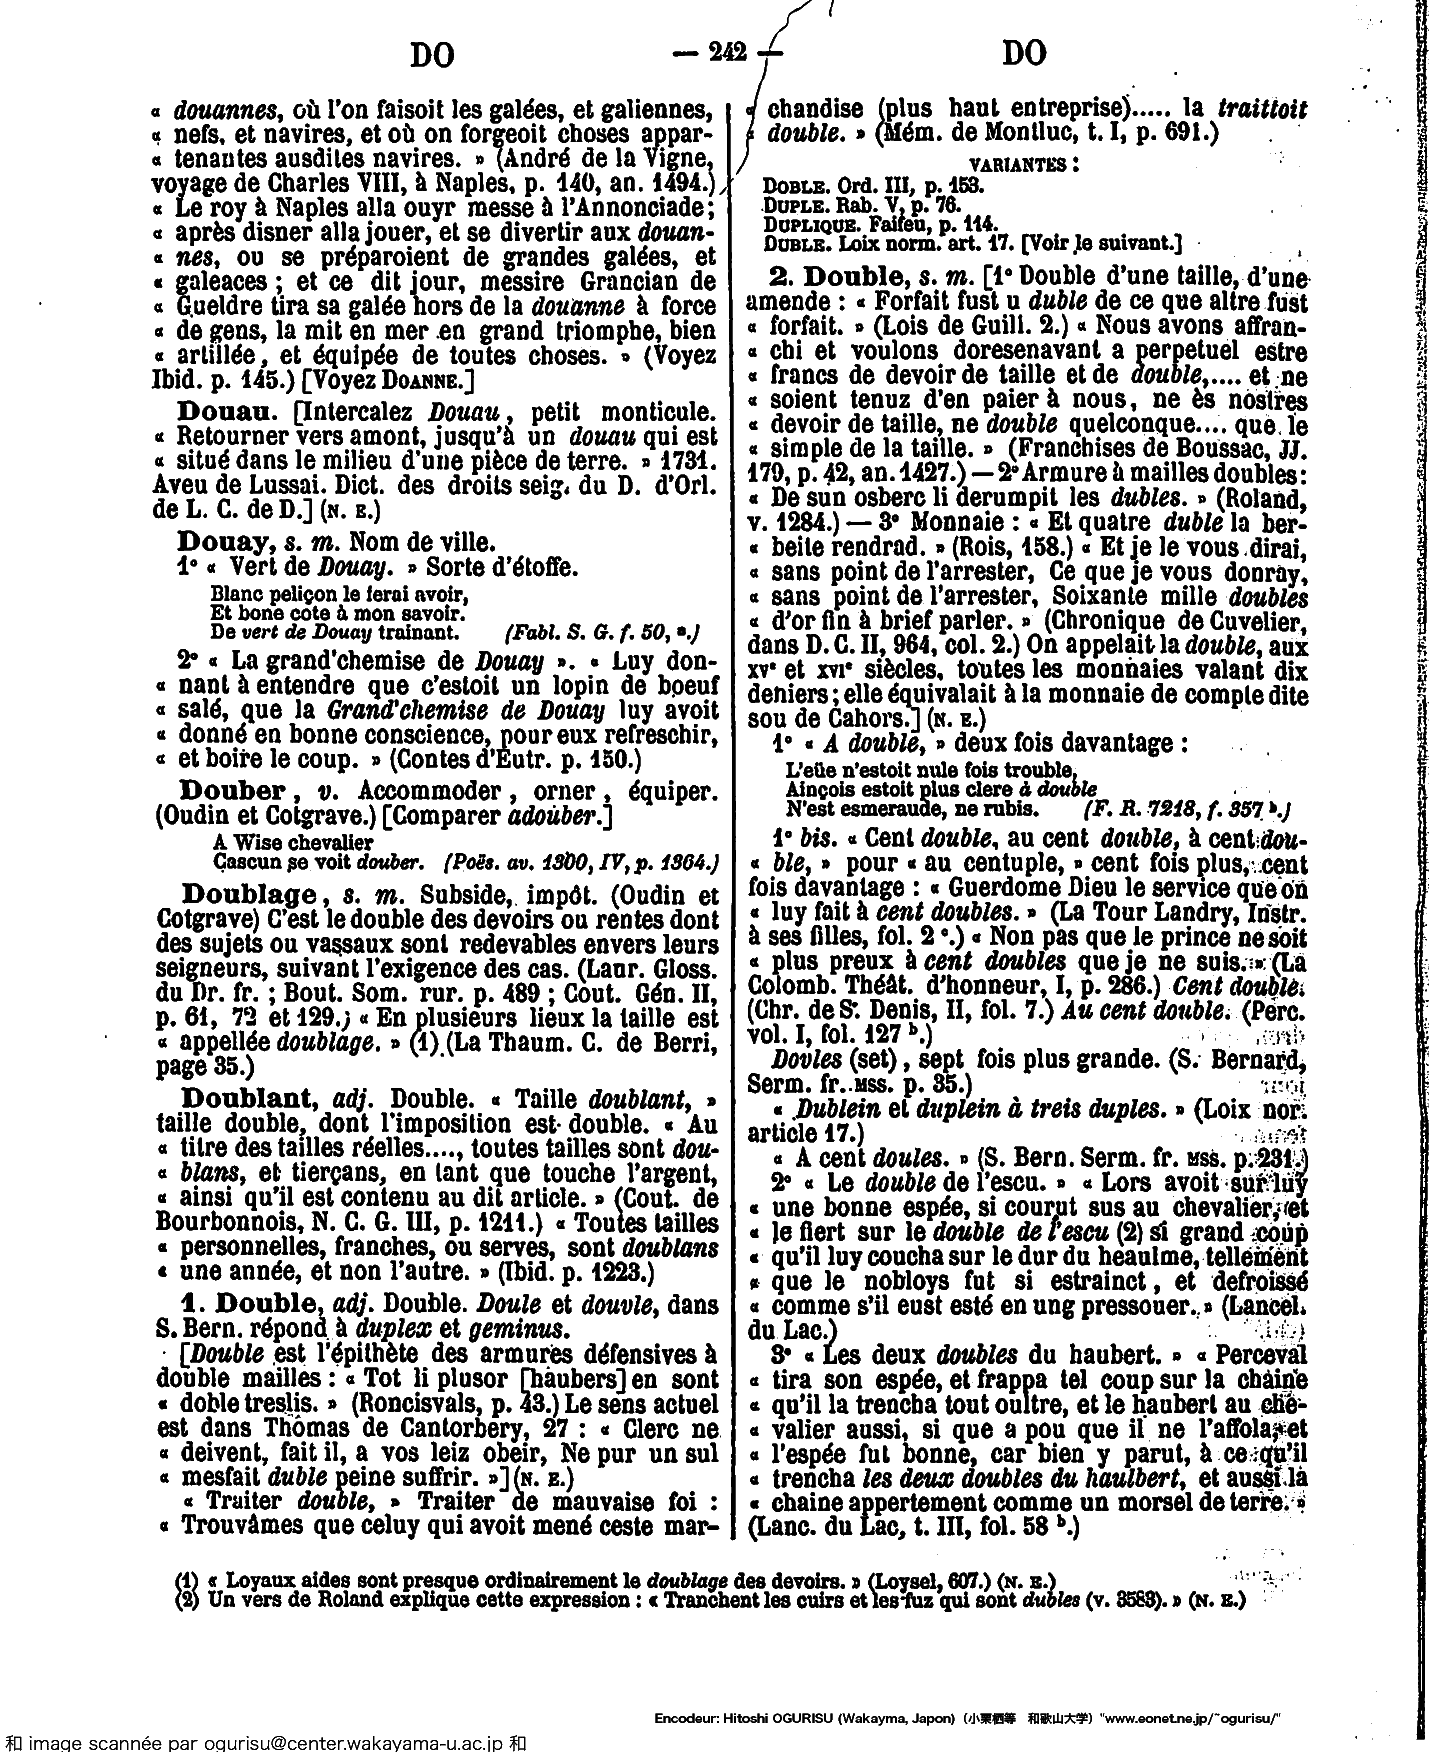 DO
— 242 —
DO
« douannes, où l'on faisoit les galées, et galiennes,
« nefs, et navires, et où on forgeoit choses appar-
« tenantes ausdites navires. » (André de la Vigne,
voyage de Charles VIII, à Naples, p. 140, an. 1494.)
« Le roy à Naples alla ouyr messe à l'Annonciade;
« après disner alla jouer, et se divertir aux douan-
« nes, ou se préparoient de grandes galées, et
« galeaces ; et ce dit jour, messire Grancian de
« Gueldre tira sa galée hors de la douanne à force
« de gens, la mit en mer en grand triomphe, bien
« artillée, et équipée de toutes choses. » (Voyez
Ibid. p. 145.) [Voyez DOANNE.]
Douau. [Intercalez Douau, petit monticule.
« Retourner vers amont, jusqu'à un douau qui est
« situé dans le milieu d'une pièce de terre. » 1731.
Aveu de Lussai. Dict. des droits seig. du D. d'Orl.
de L. C. de D.] (N. E.)
Douay, s. m. Nom de ville.
1° « Vert de Douay. » Sorte d'étoffe.
Blanc peliçon le ferai avoir,
Et bone cote à mon savoir.
De vert de Douay trainant. (Fabl. S. G. f. 50, ª.)
2° « La grand'chemise de Douay ». « Luy don-
« nant à entendre que c'estoit un lopin de boeuf
« salé, que la Grand'chemise de Douay luy avoit
« donné en bonne conscience, pour eux refreschir,
« et boire le coup. » (Contes d'Eutr. p. 150.)
Douber, v. Accommoder, orner, équiper.
(Oudin et Cotgrave.) [Comparer adouber.]
A Wise chevalier
Cascun se voit douber. (Poës. av. 1300, IV, p. 1364.)
Doublage, s. m. Subside, impôt. (Oudin et
Cotgrave) C'est le double des devoirs ou rentes dont
des sujets ou vassaux sont redevables envers leurs
seigneurs, suivant l'exigence des cas. (Laur. Gloss.
du Dr. fr. ; Bout. Som. rur. p. 489 ; Cout. Gén. II,
p. 61, 72 et 129.) « En plusieurs lieux la taille est
« appellée doublage. » (1) (La Thaum. C. de Berri,
page 35.)
Doublant, adj. Double. « Taille doublant, »
taille double, dont l'imposition est double. « Au
« titre des tailles réelles...., toutes tailles sont dou-
« blans, et tierçans, en tant que touche l'argent,
« ainsi qu'il est contenu au dit article. » (Cout. de
Bourbonnois, N. C. G. III, p. 1211.) « Toutes tailles
« personnelles, franches, ou serves, sont doublans
« une année, et non l'autre. » (Ibid. p. 1223.)
1. Double, adj. Double. Doule et douvle, dans
S. Bern. répond à duplex et geminus.
[Double est l'épithète des armures défensives à
double mailles : « Tot li plusor [haubers] en sont
« doble treslis. » (Roncisvals, p. 43.) Le sens actuel
est dans Thomas de Cantorbery, 27 : « Clerc ne
« deivent, fait il, a vos leiz obeir, Ne pur un sul
« mesfait duble peine suffrir. »] (N. E.)
« Traiter double, » Traiter de mauvaise foi :
« Trouvâmes que celuy qui avoit mené ceste mar-
« chandise (plus haut entreprise)..... la traittoit
« double. » (Mém. de Montluc, t. I, p. 691.)
VARIANTES :
DOBLE. Ord. III, p. 153.
DUPLE. Rab. V, p. 76.
DUPLIQUE. Faifeu, p. 114.
DUBLE. Loix norm. art. 17. [Voir le suivant.]
2. Double, s. m. [1° Double d'une taille, d'une
amende : « Forfait fust u duble de ce que altre fust
« forfait. » (Lois de Guill. 2.) « Nous avons affran-
« chi et voulons doresenavant a perpetuel estre
« francs de devoir de taille et de double,.... et ne
« soient tenuz d'en paier à nous, ne ès nostres
« devoir de taille, ne double quelconque.... que le
« simple de la taille. » (Franchises de Boussac, JJ.
179, p. 42, an. 1427.) — 2° Armure à mailles doubles:
« De sun osberc li derumpit les dubles. » (Roland,
v. 1284.) — 3° Monnaie : « Et quatre duble la ber-
« beite rendrad. » (Rois, 158.) « Et je le vous dirai,
« sans point de l'arrester, Ce que je vous donray,
« sans point de l'arrester, Soixante mille doubles
« d'or fin à brief parler. » (Chronique de Cuvelier,
dans D. C. II, 964, col. 2.) On appelait la double, aux
XVe et XVIe siècles, toutes les monnaies valant dix
deniers; elle équivalait à la monnaie de compte dite
sou de Cahors.] (N. E.)
1° « A double, » deux fois davantage :
L'eüe n'estoit nule fois trouble,
Ainçois estoit plus clere à double
N'est esmeraude, ne rubis. (F. R. 7218, f. 357 b.)
1° bis. « Cent double, au cent double, à cent dou-
« ble, » pour « au centuple, » cent fois plus, cent
fois davantage : « Guerdome Dieu le service que on
« luy fait à cent doubles. » (La Tour Landry, Instr.
à ses filles, fol. 2 c.) « Non pas que le prince ne soit
« plus preux à cent doubles que je ne suis. » (La
Colomb. Théât. d'honneur, I, p. 286.) Cent double.
(Chr. de St Denis, II, fol. 7.) Au cent double. (Perc.
vol. I, fol. 127 b.)
Dovles (set), sept fois plus grande. (S. Bernard,
Serm. fr. MSS. p. 35.)
« Dublein et duplein à treis duples. » (Loix nor.
article 17.)
« A cent doules. » (S. Bern. Serm. fr. MSS. p. 231.)
2° « Le double de l'escu. » « Lors avoit sur luy
« une bonne espée, si courut sus au chevalier, et
« le fiert sur le double de l'escu (2) si grand coup
« qu'il luy coucha sur le dur du heaulme, tellement
« que le nobloys fut si estrainct, et defroissé
« comme s'il eust esté en ung pressouer. » (Lancel.
du Lac.)
3° « Les deux doubles du haubert. » « Perceval
« tira son espée, et frappa tel coup sur la chaine
« qu'il la trencha tout oultre, et le haubert au che-
« valier aussi, si que a pou que il ne l'affola, et
« l'espée fut bonne, car bien y parut, à ce qu'il
« trencha les deux doubles du haulbert, et aussi la
« chaine appertement comme un morsel de terre. »
(Lanc. du Lac, t. III, fol. 58 b.)
(1) « Loyaux aides sont presque ordinairement le doublage des devoirs. » (Loysel, 607.) (N. E.)
(2) Un vers de Roland explique cette expression : « Tranchent les cuirs et les fuz qui sont dubles (v. 3583). » (N. E.)
Encodeur: Hitoshi OGURISU (Wakayma, Japon)（小栗栖等 和歌山大学）"www.eonet.ne.jp/~ogurisu/"
和 image scannée par ogurisu@center.wakayama-u.ac.jp 和